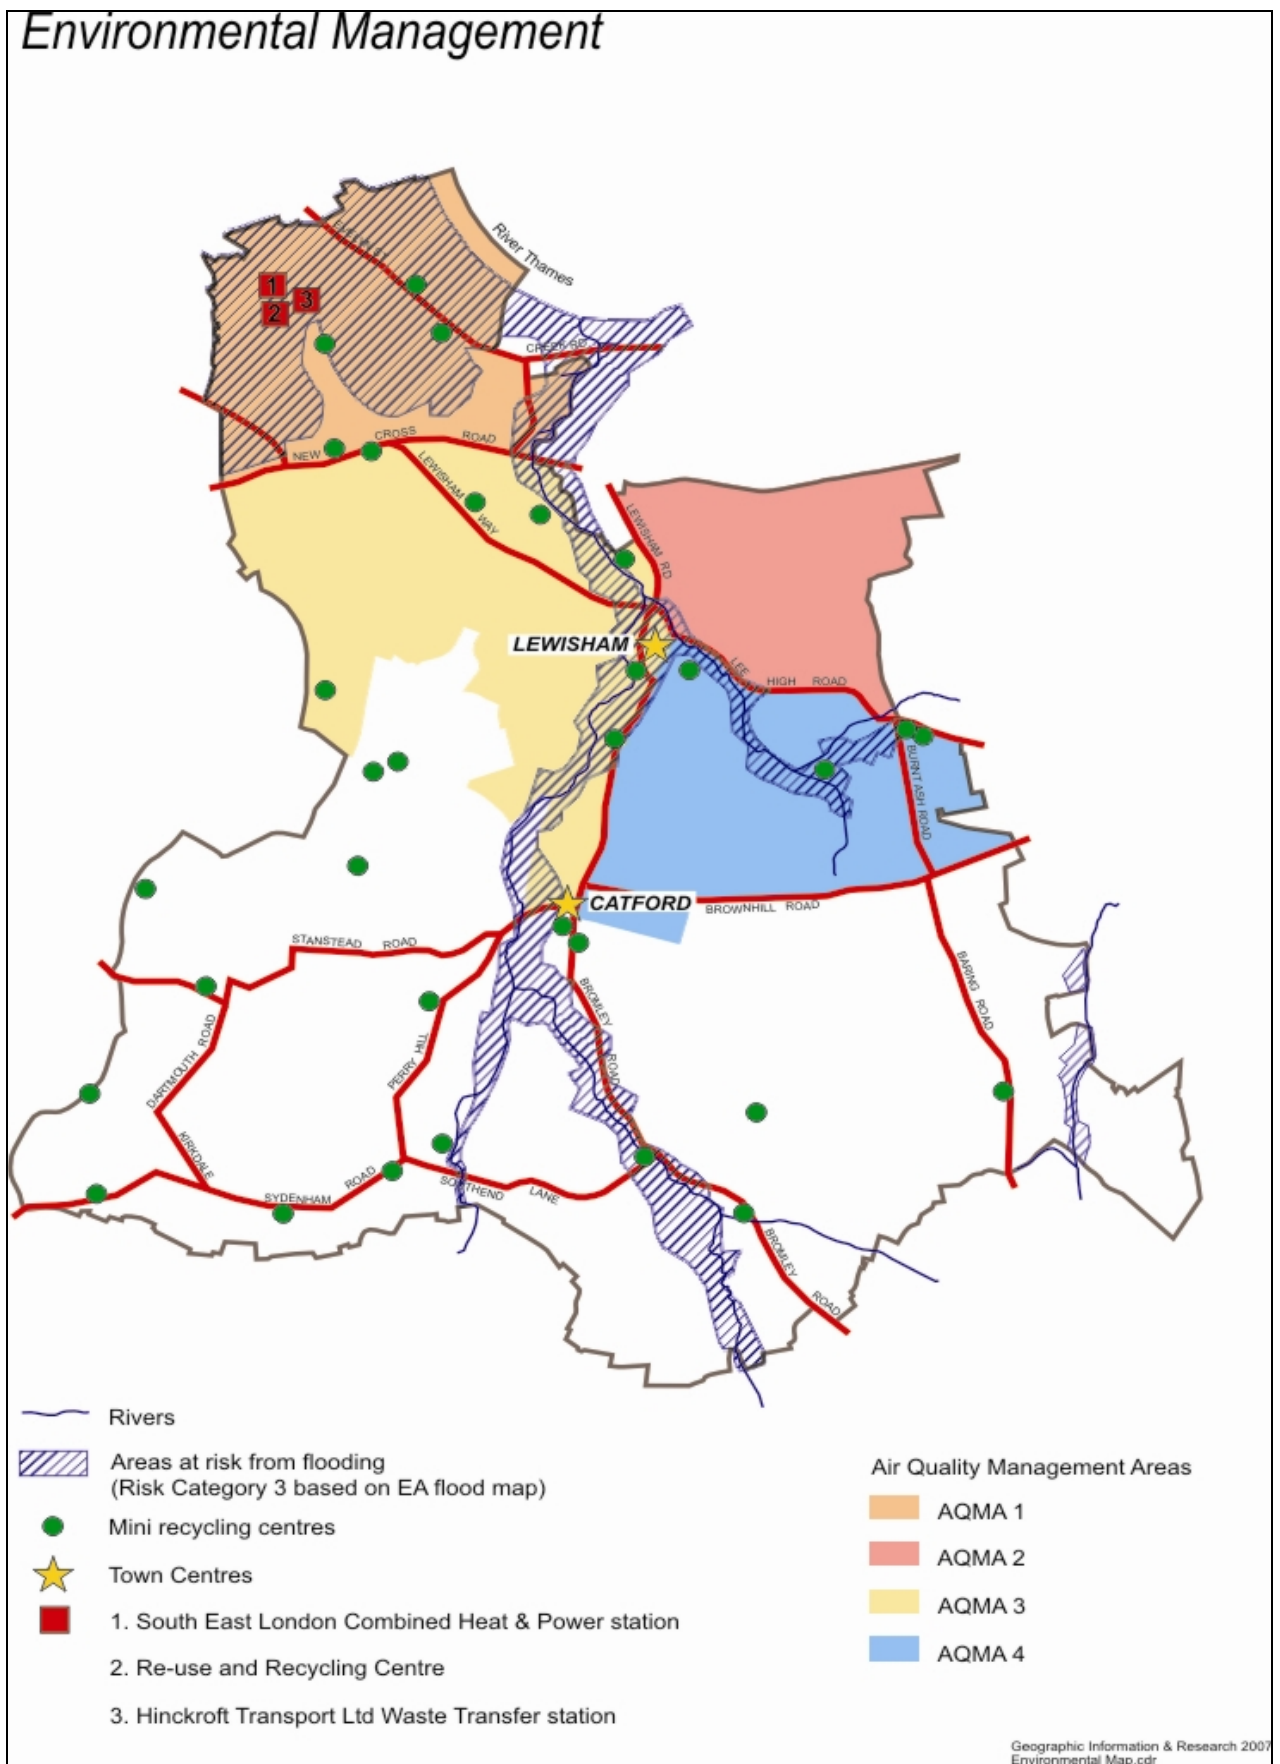 Environmental Management
River Thames
EVELYN ST
1
3
2
CREEK RD
NEW CROSS ROAD
LEWISHAM WAY
LEWISHAM RD
LEWISHAM
LEE HIGH ROAD
BURNT ASH ROAD
CATFORD
BROWNHILL ROAD
STANSTEAD ROAD
BROMLEY ROAD
BARING ROAD
DARTMOUTH ROAD
PERRY HILL
KIRKDALE
SYDENHAM ROAD
SOUTHEND LANE
BROMLEY ROAD
Rivers
Areas at risk from flooding
(Risk Category 3 based on EA flood map)
Mini recycling centres
Town Centres
1. South East London Combined Heat & Power station
2. Re-use and Recycling Centre
3. Hinckroft Transport Ltd Waste Transfer station
Air Quality Management Areas
AQMA 1
AQMA 2
AQMA 3
AQMA 4
Geographic Information & Research 2007
Environmental Map.cdr